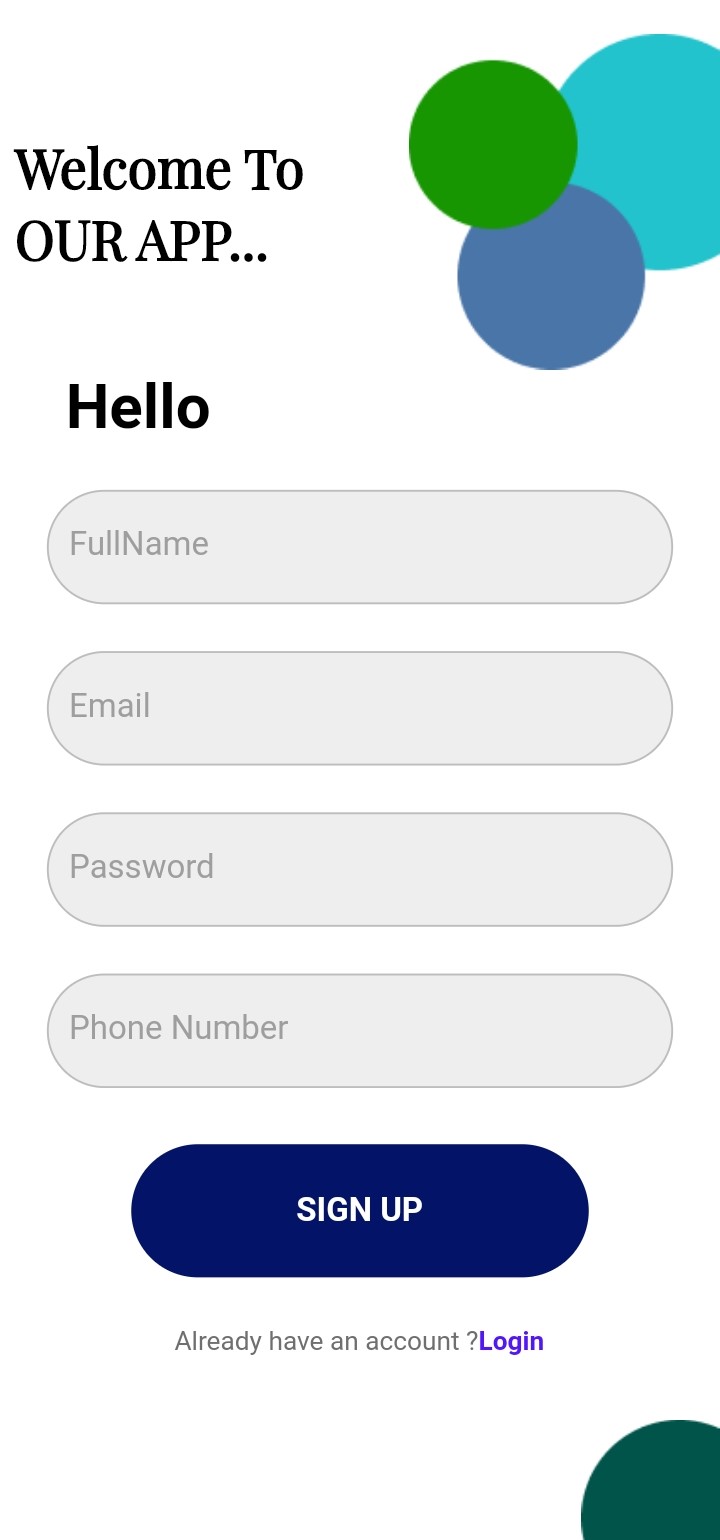 Welcome To
OUR APP...
Hello
FullName
Email
Password
Phone Number
SIGN UP
Already have an account ?Login